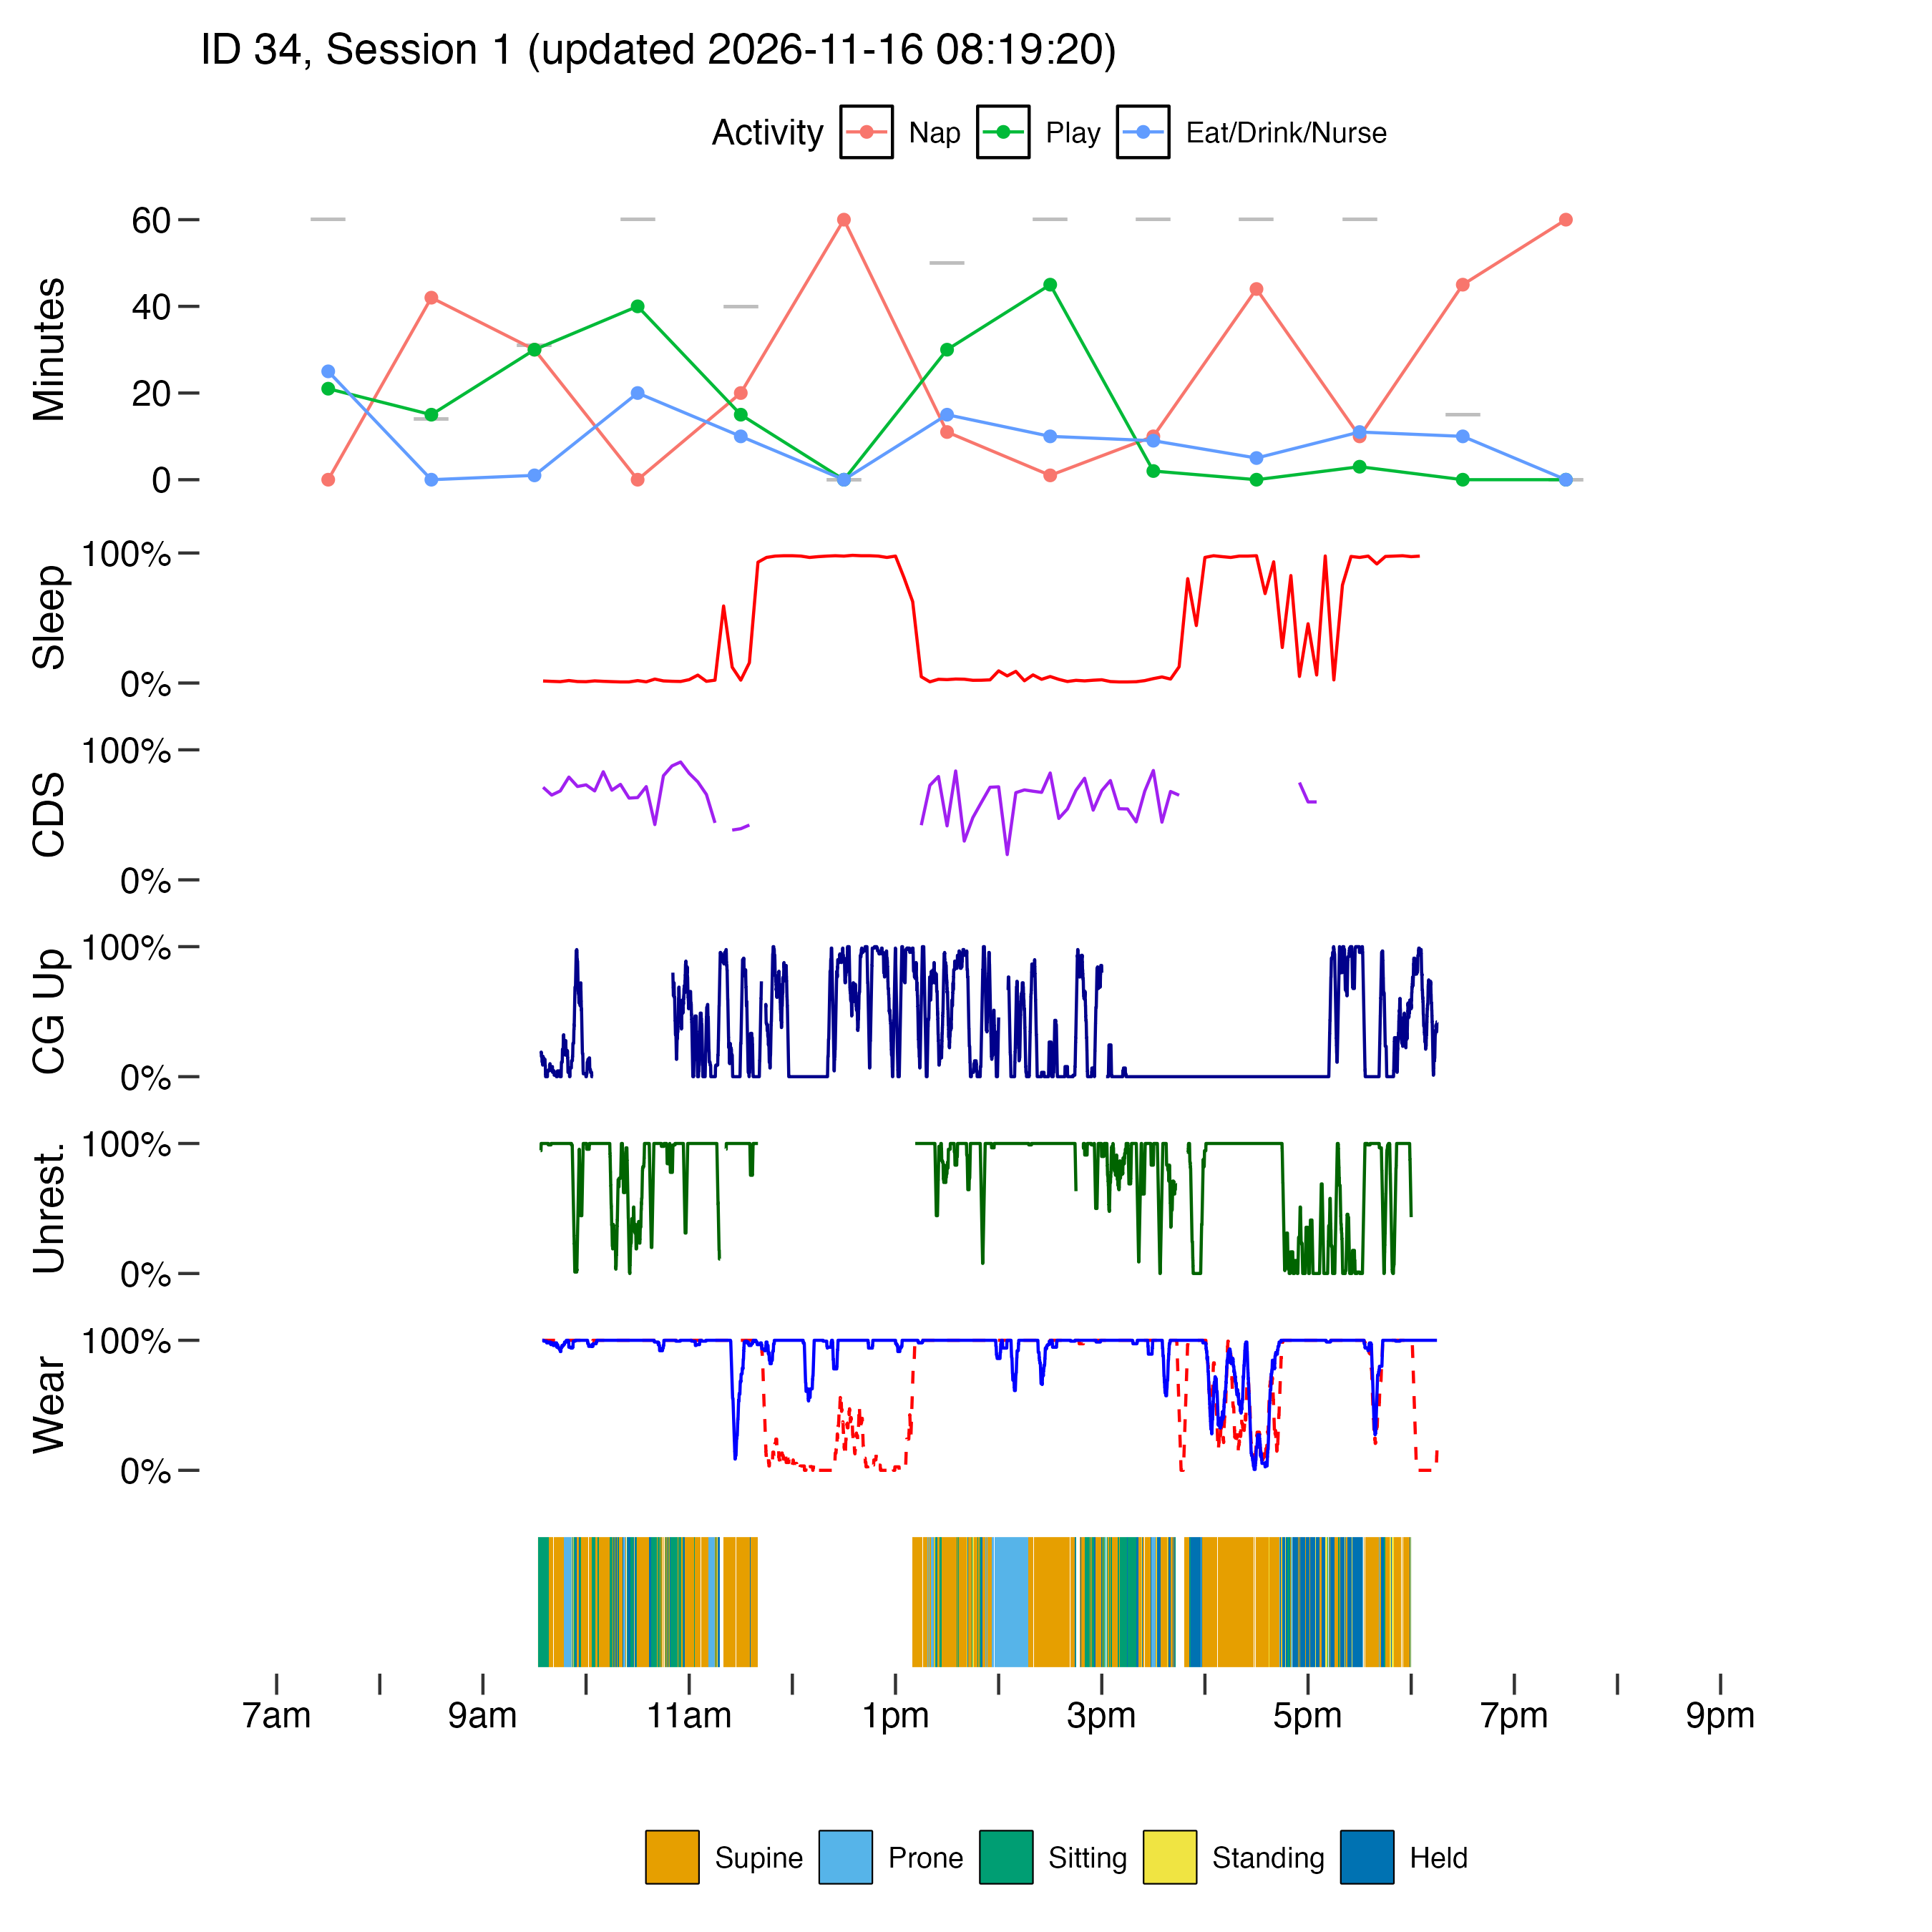 ID 34, Session 1 (updated 2026-11-16 08:19:20)
Activity Nap Play Eat/Drink/Nurse
Minutes
60
40
20
0
Sleep
100%
0%
CDS
100%
0%
CG Up
100%
0%
Unrest.
100%
0%
Wear
100%
0%
7am 9am 11am 1pm 3pm 5pm 7pm 9pm
Supine Prone Sitting Standing Held